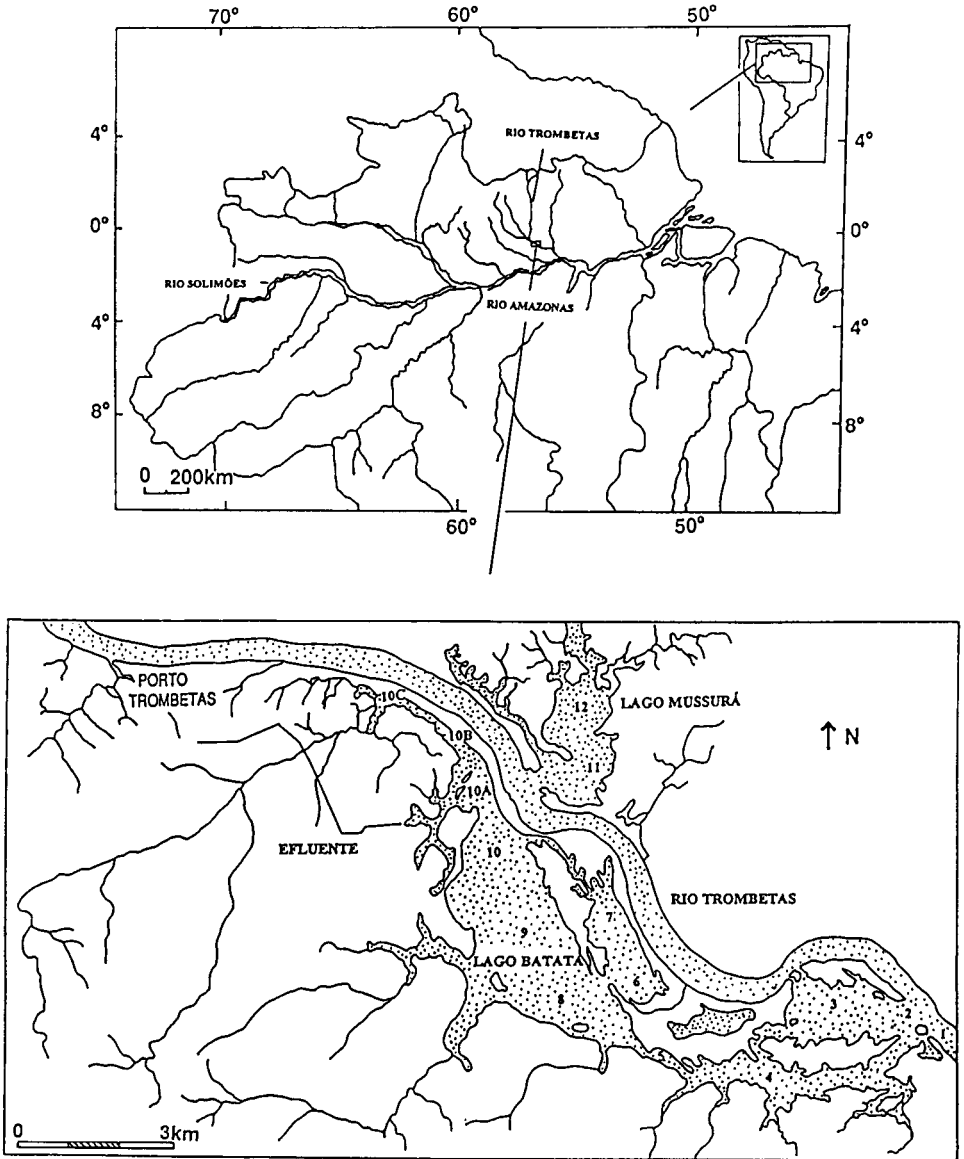 70°
60°
50°
4°
4°
RIO TROMBETAS
0°
0°
RIO SOLIMÕES
RIO AMAZONAS
4°
4°
8°
8°
0 200km
60°
50°
PORTO
TROMBETAS
10C
12
LAGO MUSSURÁ
N
10B
11
10A
EFLUENTE
10
RIO TROMBETAS
7
9
LAGO BATATA
6
8
3
2
1
5
4
0 3km